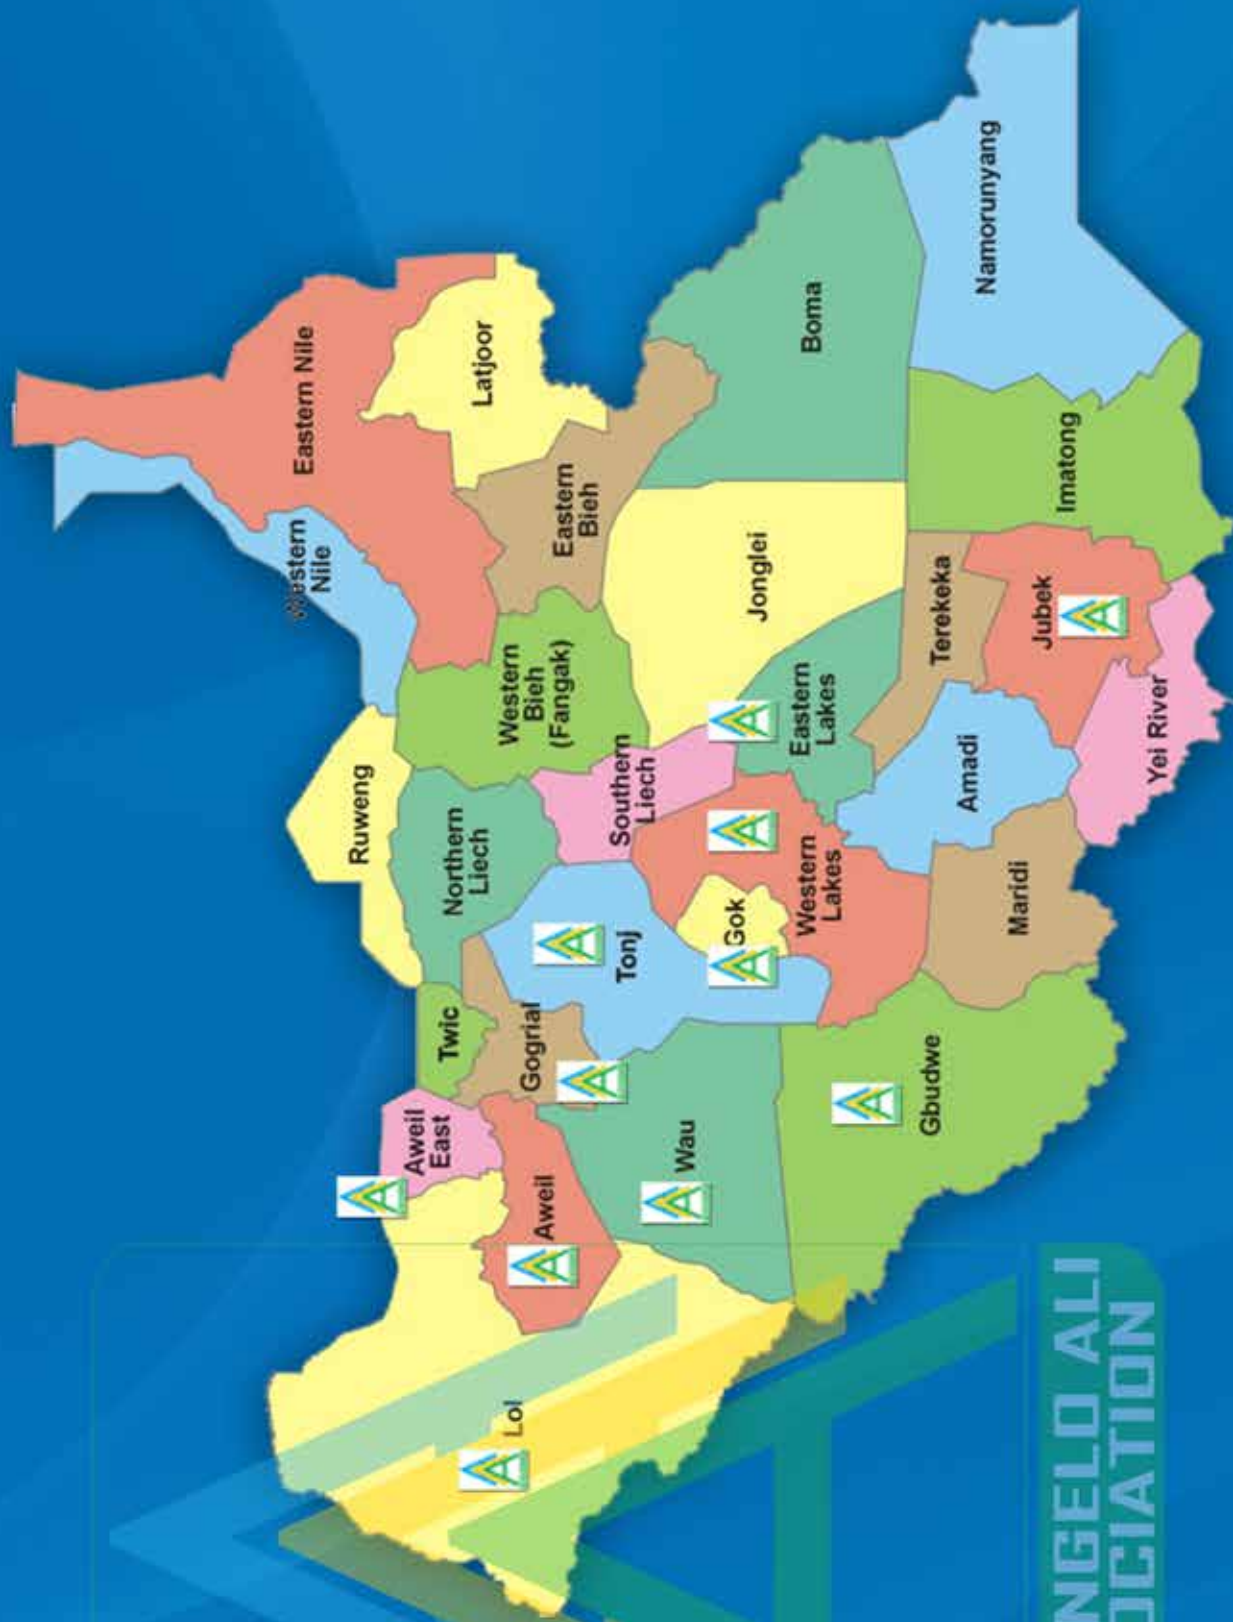 Eastern Nile
Western
Nile
Ruweng
Aweil
East
Twic
Northern
Liech
Latjoor
Lol
Western
Bieh
(Fangak)
Gogrial
Aweil
Eastern
Bieh
Tonj
Southern
Liech
Wau
Gok
Jonglei
Eastern
Lakes
Western
Lakes
Boma
Gbudwe
Terekeka
Amadi
Namorunyang
Maridi
Jubek
Imatong
Yei River
NGELO ALI
OCIATION